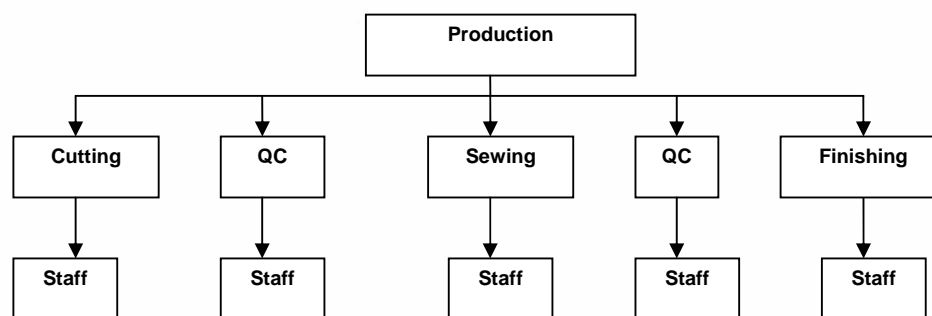 Production
Cutting QC Sewing QC Finishing
Staff Staff Staff Staff Staff